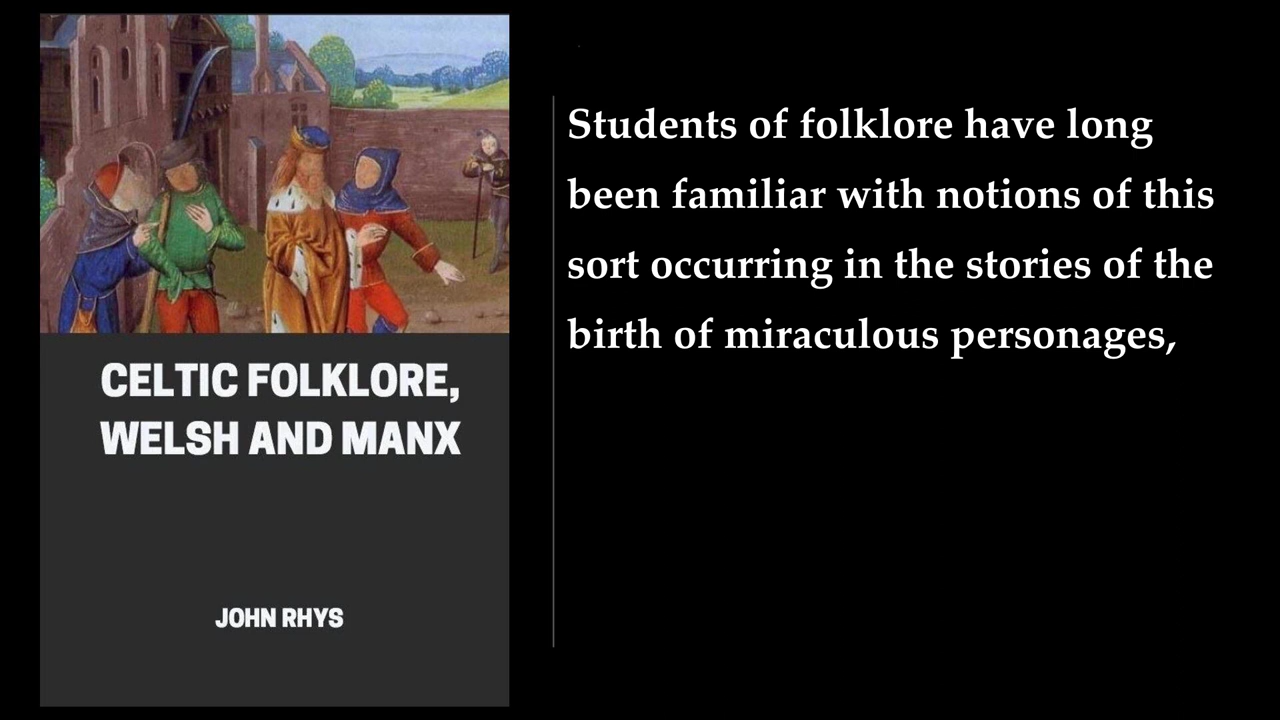 CELTIC FOLKLORE,
WELSH AND MANX
JOHN RHYS
Students of folklore have long
been familiar with notions of this
sort occurring in the stories of the
birth of miraculous personages,